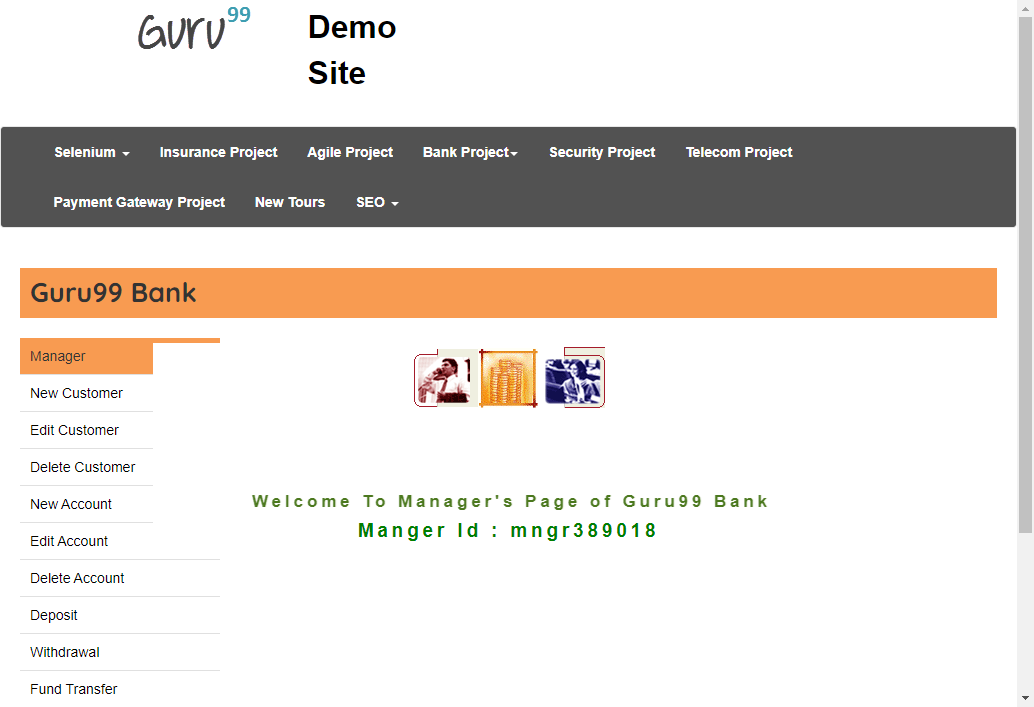 Guru99
Demo
Site
Selenium
Insurance Project
Agile Project
Bank Project
Security Project
Telecom Project
Payment Gateway Project
New Tours
SEO
Guru99 Bank
Manager
New Customer
Edit Customer
Delete Customer
New Account
Edit Account
Delete Account
Deposit
Withdrawal
Fund Transfer
Welcome To Manager's Page of Guru99 Bank
Manger Id : mngr389018